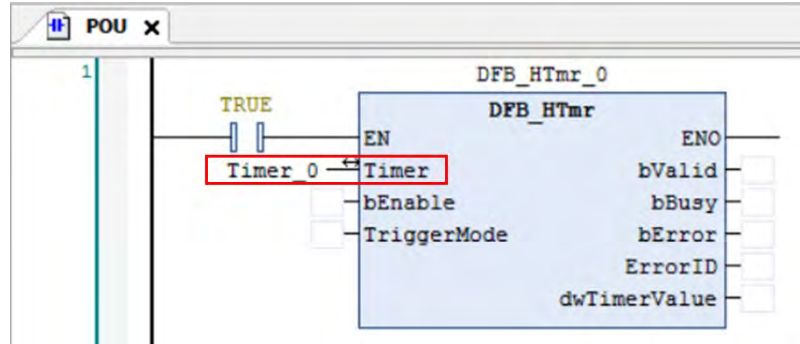 POU
1
DFB_HTmr_0
TRUE
DFB_HTmr
EN ENO
Timer_0 Timer bValid
bEnable bBusy
TriggerMode bError
ErrorID
dwTimerValue